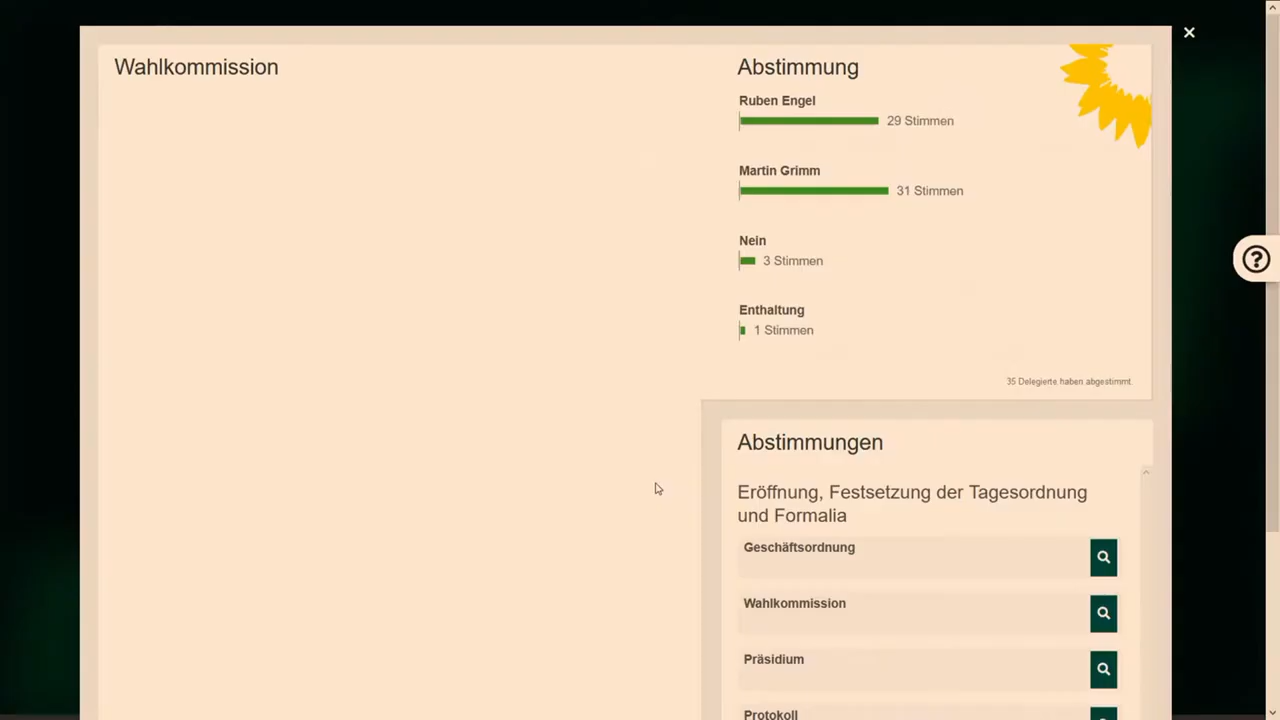 Wahlkommission
Abstimmung
Ruben Engel
29 Stimmen
Martin Grimm
31 Stimmen
Nein
3 Stimmen
Enthaltung
1 Stimmen
35 Delegierte haben abgestimmt
Abstimmungen
Eröffnung, Festsetzung der Tagesordnung
und Formalia
Geschäftsordnung
Wahlkommission
Präsidium
Protokoll